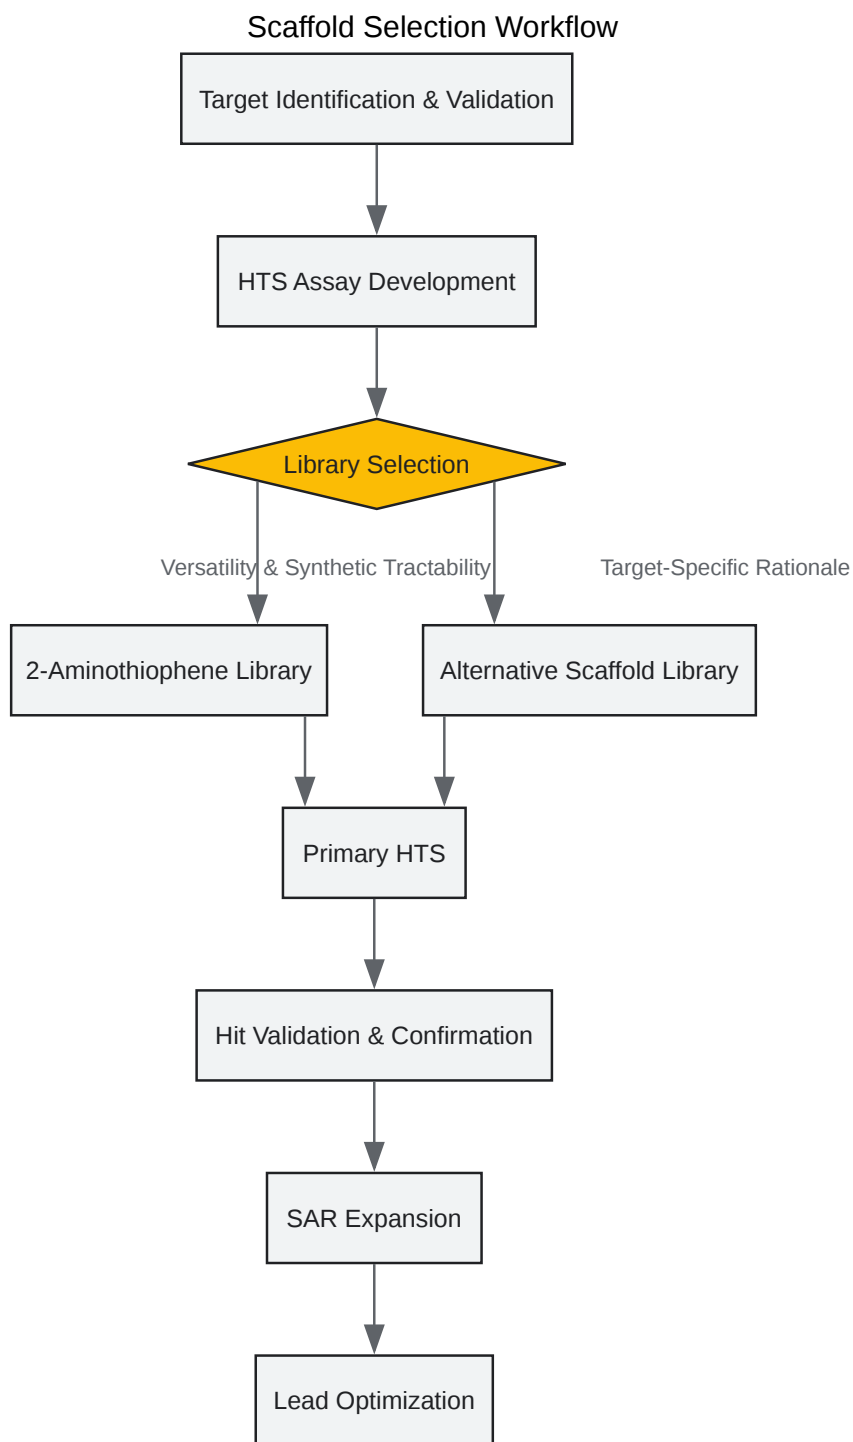 Scaffold Selection Workflow
Target Identification & Validation
HTS Assay Development
Library Selection
Versatility & Synthetic Tractability
Target-Specific Rationale
2-Aminothiophene Library
Alternative Scaffold Library
Primary HTS
Hit Validation & Confirmation
SAR Expansion
Lead Optimization